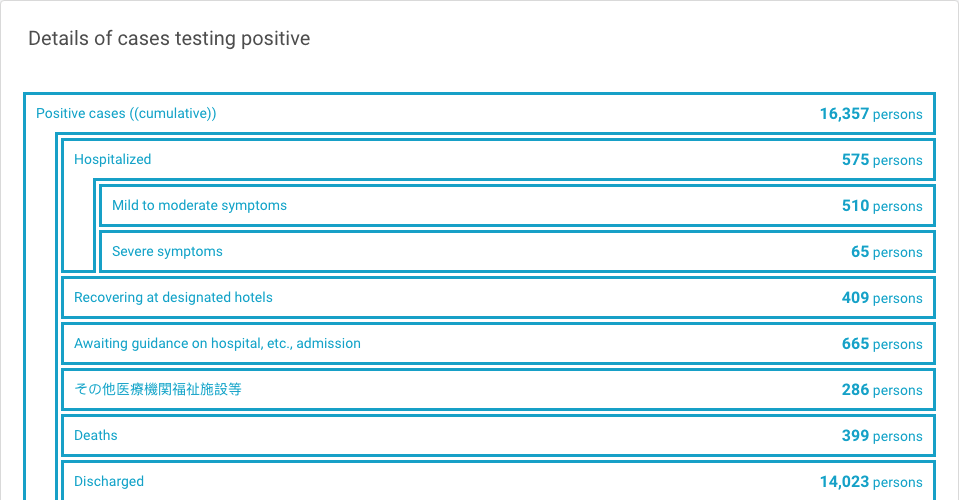 Details of cases testing positive
Positive cases ((cumulative)) 16,357 persons
Hospitalized 575 persons
Mild to moderate symptoms 510 persons
Severe symptoms 65 persons
Recovering at designated hotels 409 persons
Awaiting guidance on hospital, etc., admission 665 persons
その他医療機関福祉施設等 286 persons
Deaths 399 persons
Discharged 14,023 persons